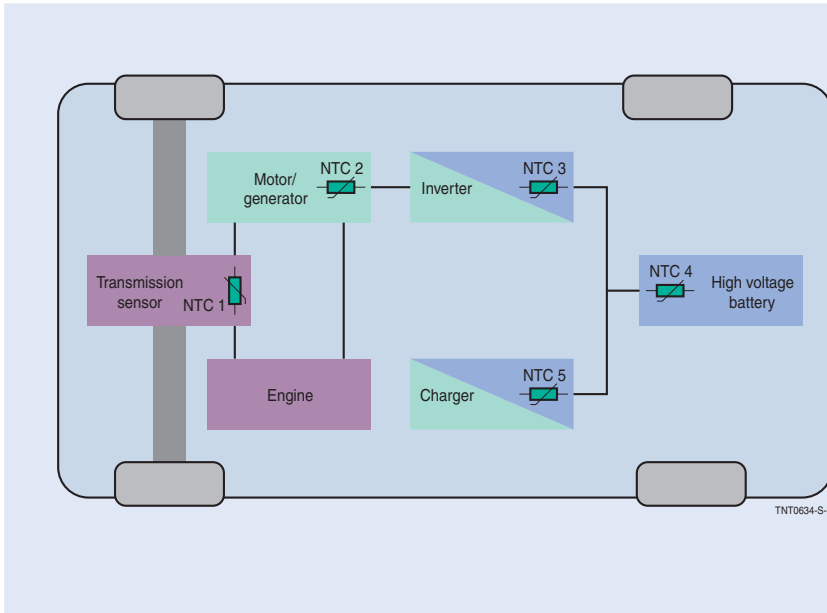 NTC 2
Motor/
generator
NTC 3
Inverter
Transmission
sensor
NTC 1
NTC 4
High voltage
battery
Engine
NTC 5
Charger
TNT0634-S-